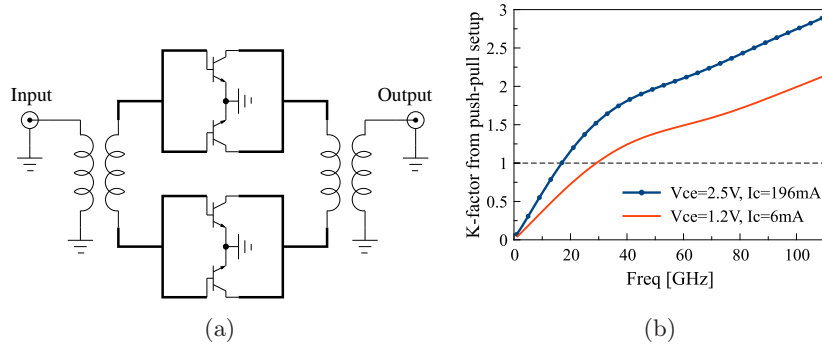 Input
Output
(a)
K-factor from push-pull setup
3
2.5
2
1.5
1
0.5
0
0 20 40 60 80 100
Freq [GHz]
Vce=2.5V, Ic=196mA
Vce=1.2V, Ic=6mA
(b)